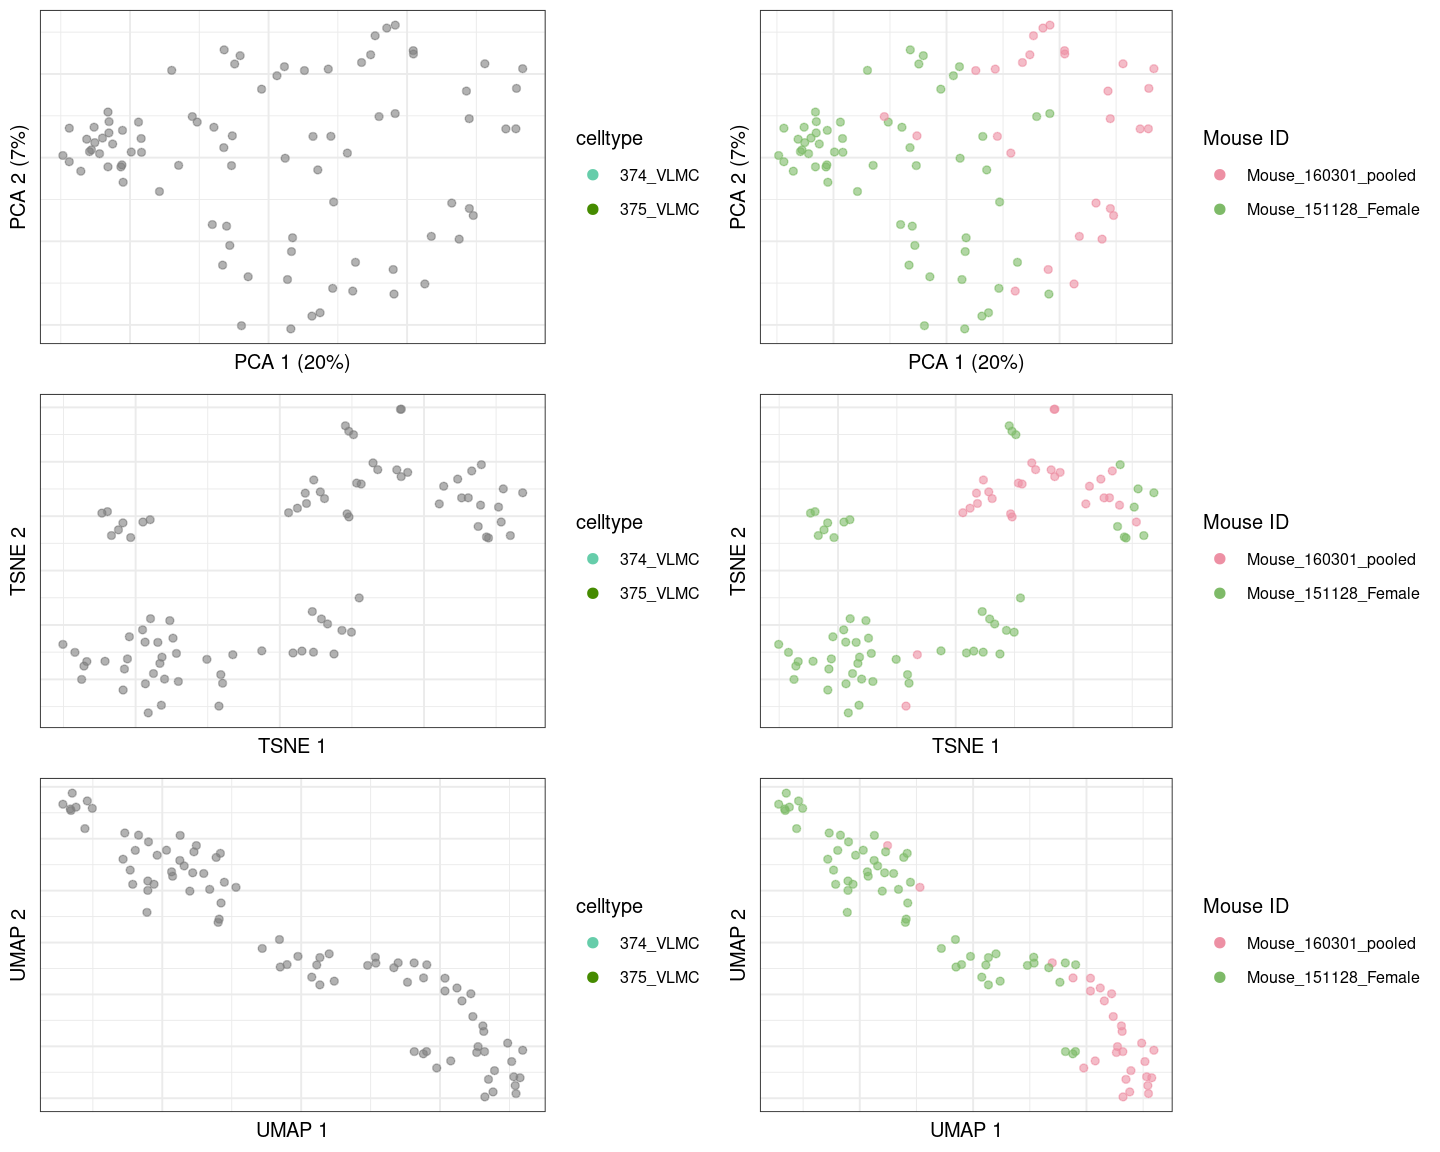 PCA 2 (7%)
PCA 1 (20%)
celltype
374_VLMC
375_VLMC
PCA 2 (7%)
PCA 1 (20%)
Mouse ID
Mouse_160301_pooled
Mouse_151128_Female
TSNE 2
TSNE 1
celltype
374_VLMC
375_VLMC
TSNE 2
TSNE 1
Mouse ID
Mouse_160301_pooled
Mouse_151128_Female
UMAP 2
UMAP 1
celltype
374_VLMC
375_VLMC
UMAP 2
UMAP 1
Mouse ID
Mouse_160301_pooled
Mouse_151128_Female